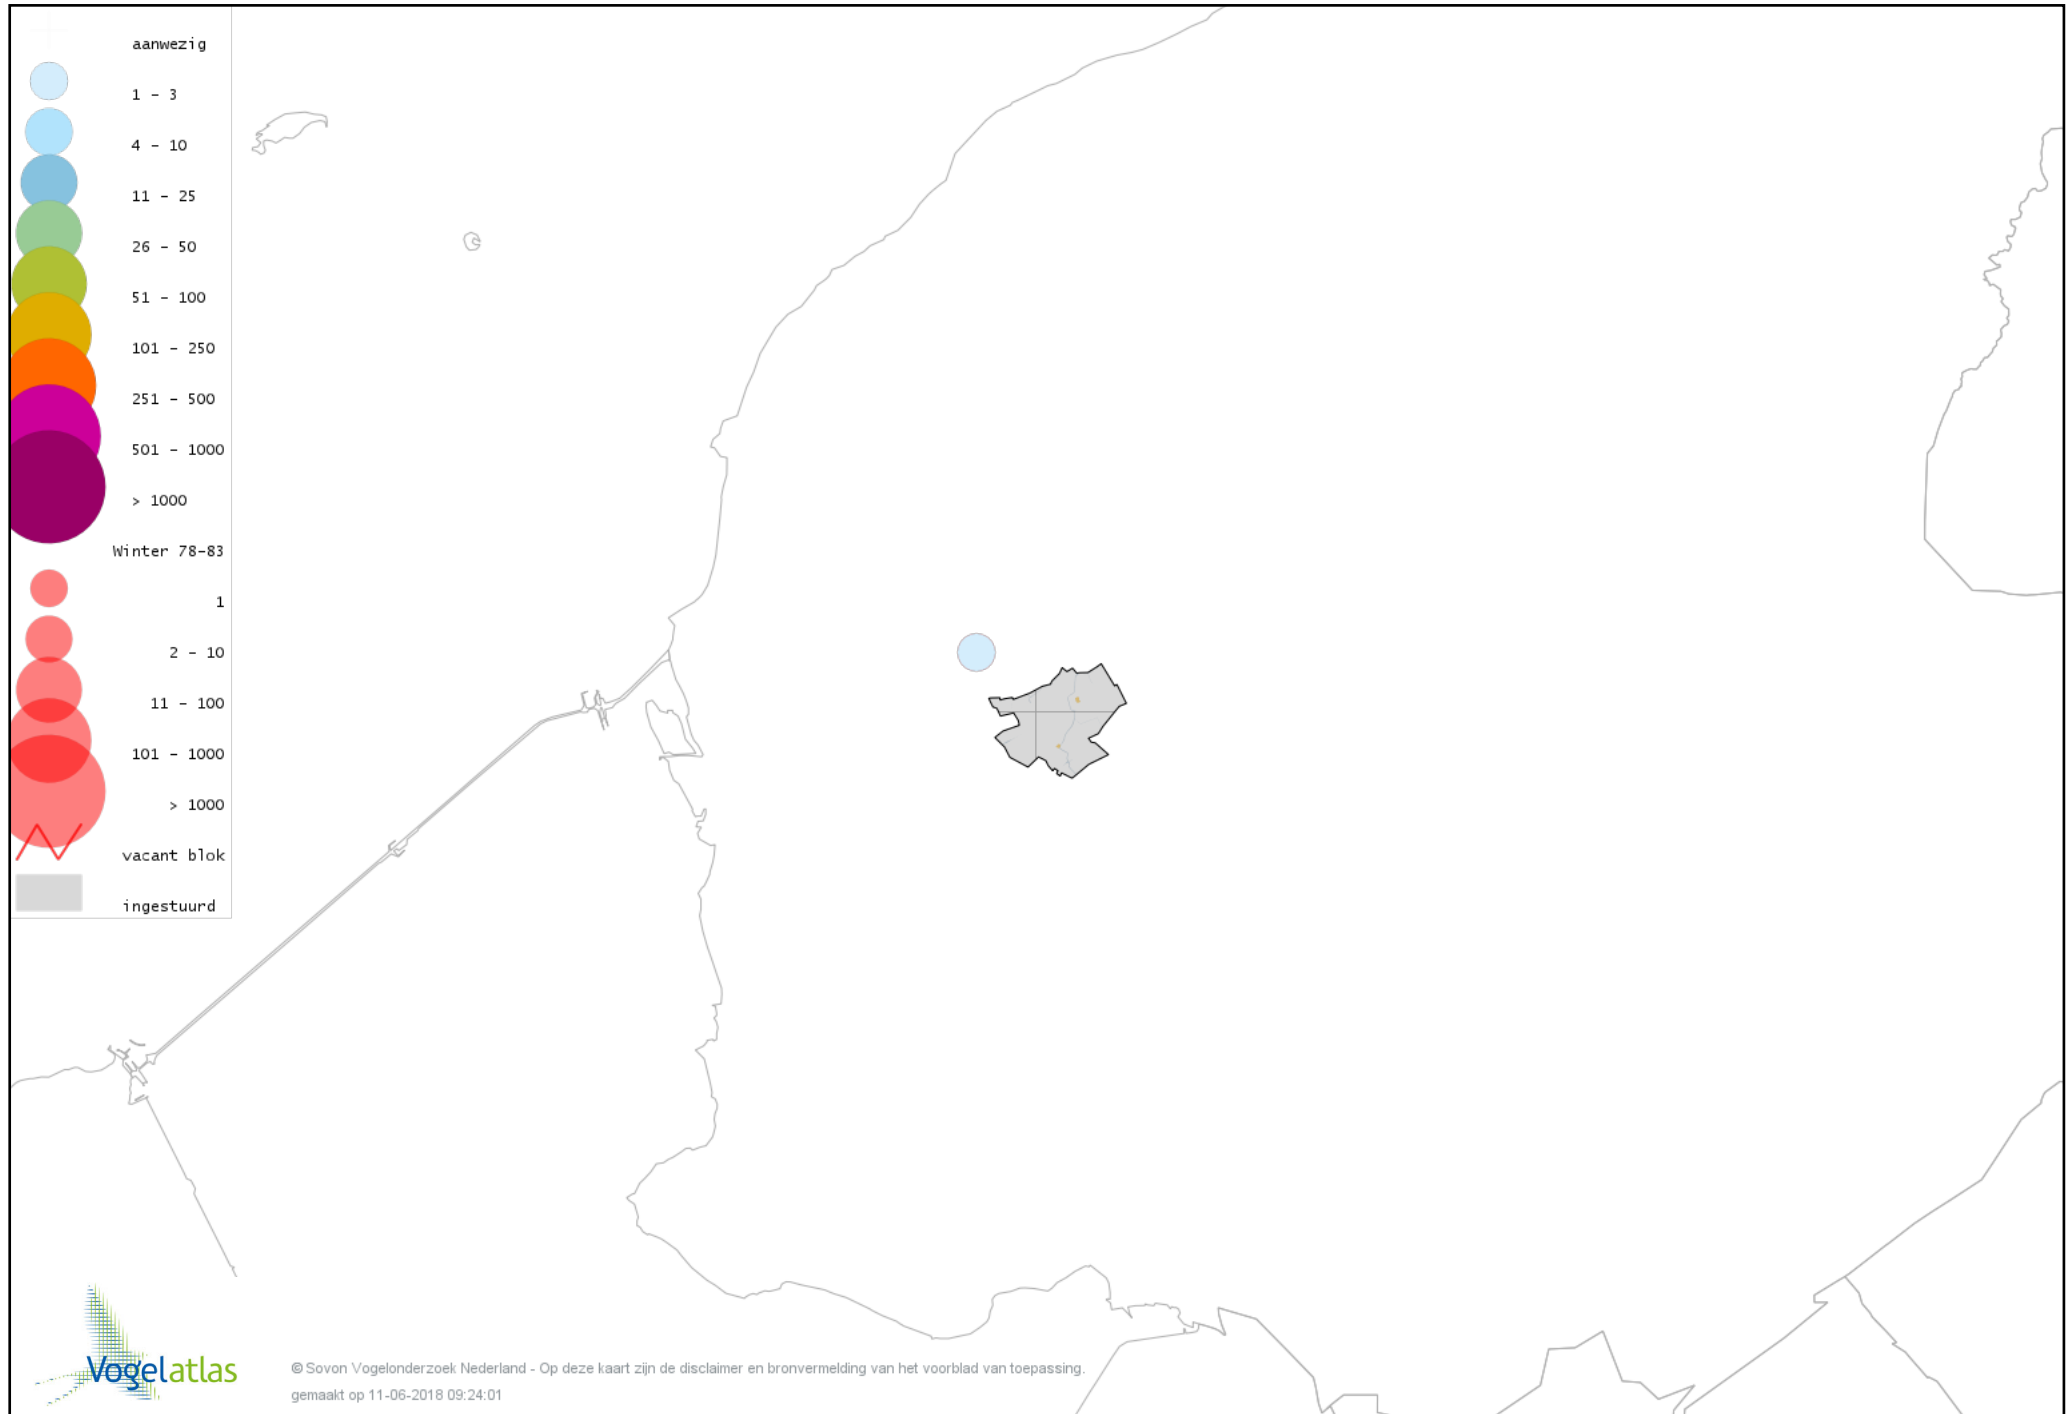 aanwezig
1 - 3
4 - 10
11 - 25
26 - 50
51 - 100
101 - 250
251 - 500
501 - 1000
> 1000
Winter 78-83
1
2 - 10
11 - 100
101 - 1000
> 1000
vacant blok
ingestuurd
Vogelatlas
© Sovon Vogelonderzoek Nederland - Op deze kaart zijn de disclaimer en bronvermelding van het voorblad van toepassing.
gemaakt op 11-06-2018 09:24:01